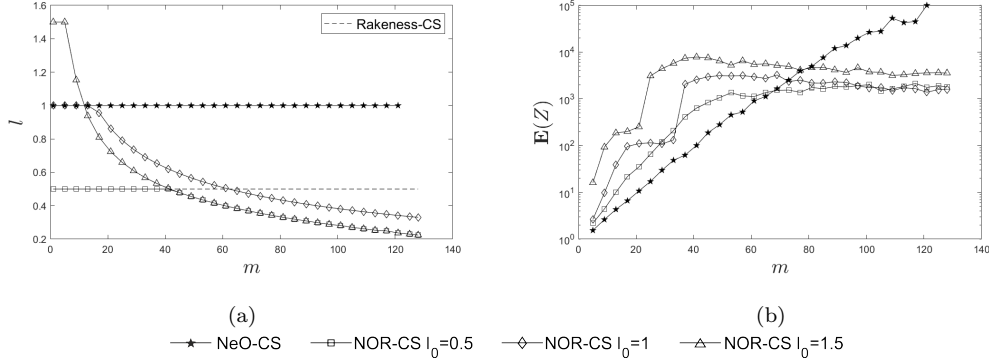 1.6
1.4
1.2
1
0.8
0.6
0.4
0.2
l
0 20 40 60 80 100 120 140
m
Rakeness-CS
(a)
10^5
10^4
10^3
10^2
10^1
10^0
E(Z)
0 20 40 60 80 100 120 140
m
(b)
NeO-CS NOR-CS l_0=0.5 NOR-CS l_0=1 NOR-CS l_0=1.5